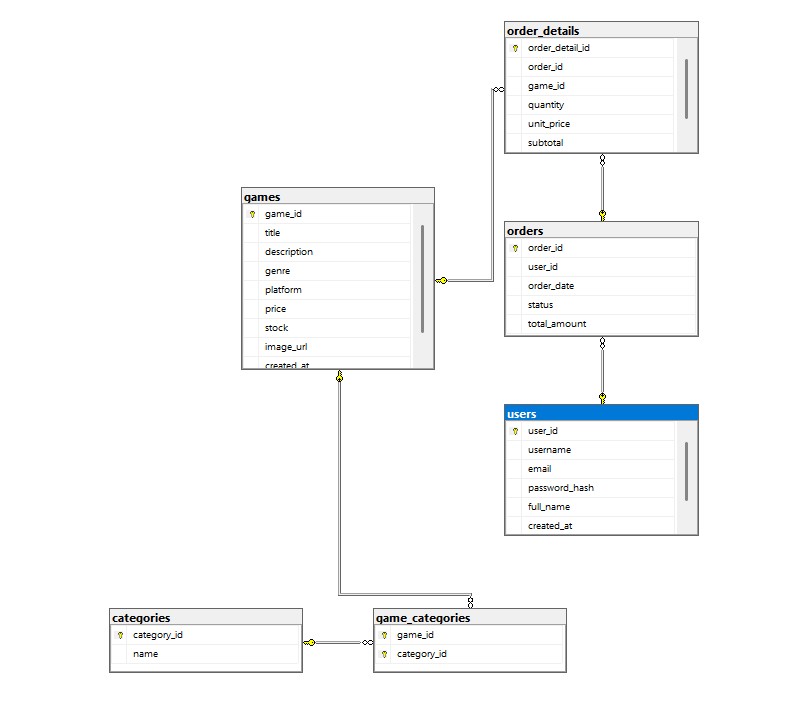 order_details
order_detail_id
order_id
game_id
quantity
unit_price
subtotal
games
game_id
title
description
genre
platform
price
stock
image_url
created_at
orders
order_id
user_id
order_date
status
total_amount
users
user_id
username
email
password_hash
full_name
created_at
categories
category_id
name
game_categories
game_id
category_id